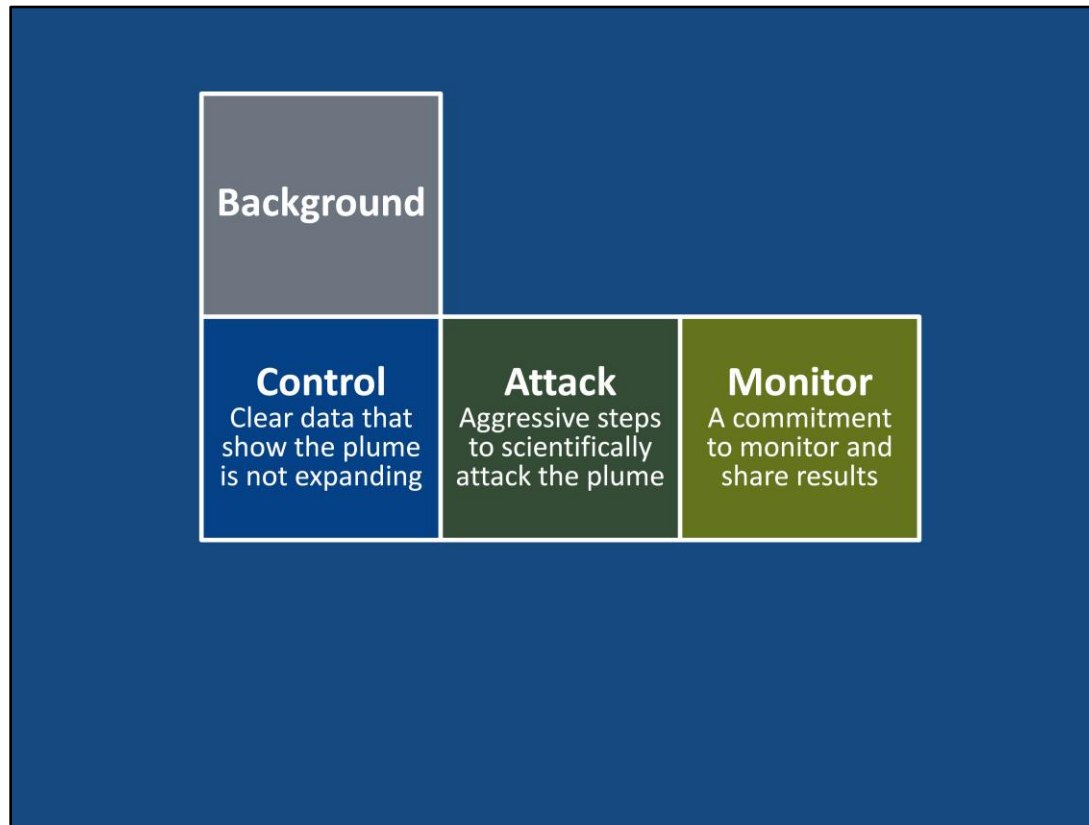 Background
Control
Clear data that
show the plume
is not expanding
Attack
Aggressive steps
to scientifically
attack the plume
Monitor
A commitment
to monitor and
share results